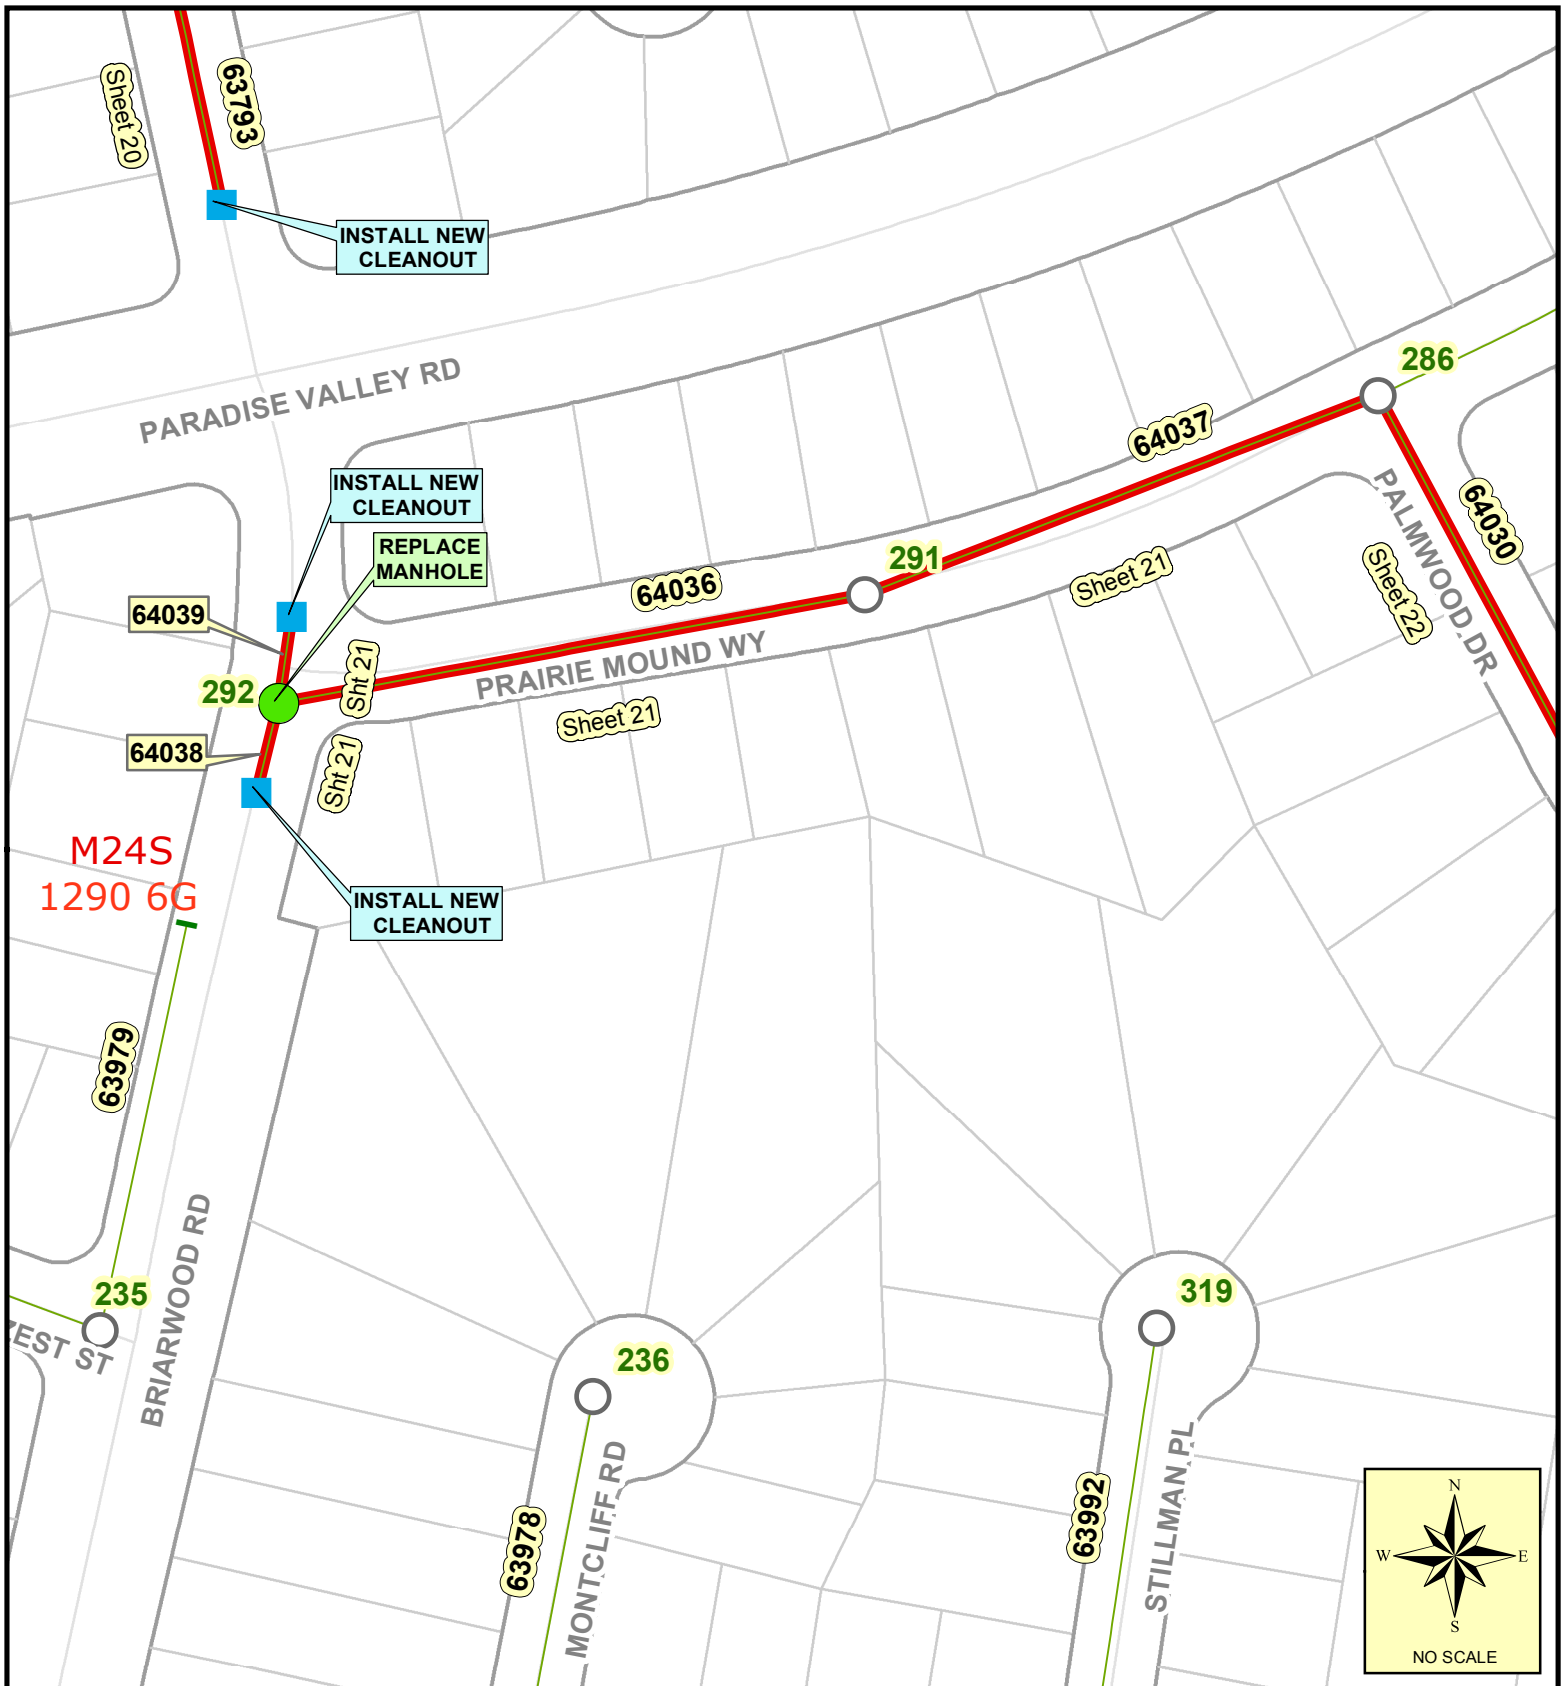 Sheet 20
63793
INSTALL NEW
CLEANOUT
PARADISE VALLEY RD
286
64037
INSTALL NEW
CLEANOUT
REPLACE
MANHOLE
PALMWOOD DR
64030
291
64036
Sheet 21
Sheet 22
64039
Sht 21
PRAIRIE MOUND WY
292
Sheet 21
64038
Sht 21
M24S
1290 6G
INSTALL NEW
CLEANOUT
63979
BRIARWOOD RD
235
ZEST ST
319
236
63978
MONTCLIFF RD
63992
STILLMAN PL
N
W
E
S
NO SCALE